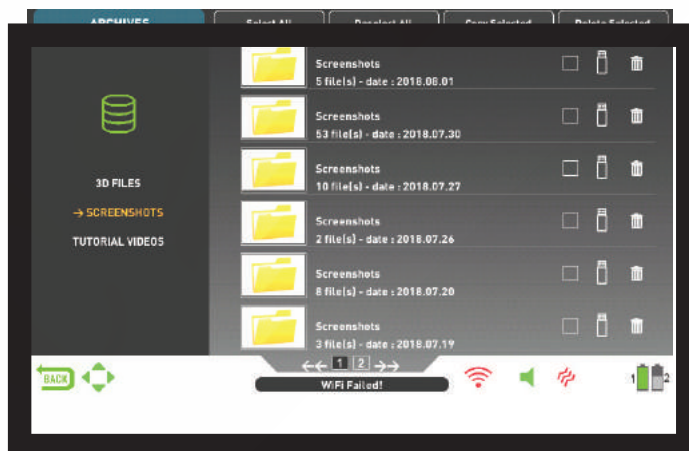 ARCHIVES
Select All
Deselect All
Copy Selected
Delete Selected
Screenshots
5 file(s) - date : 2018.08.01
Screenshots
53 file(s) - date : 2018.07.30
Screenshots
10 file(s) - date : 2018.07.27
Screenshots
2 file(s) - date : 2018.07.26
Screenshots
8 file(s) - date : 2018.07.20
Screenshots
3 file(s) - date : 2018.07.19
3D FILES
→ SCREENSHOTS
TUTORIAL VIDEOS
←← 1 2 →→
BACK
WiFi Failed!
1 2